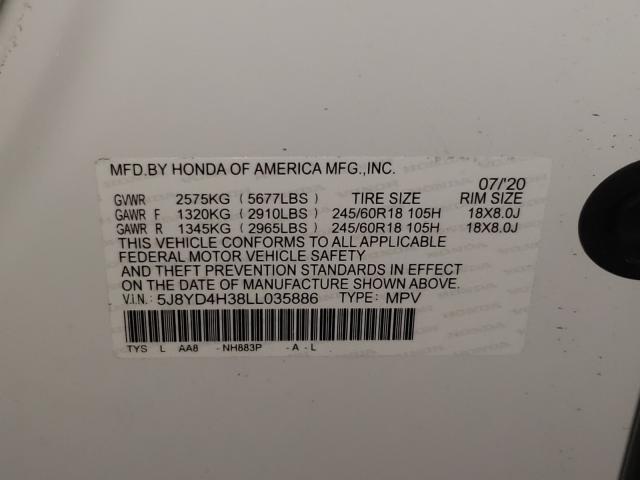 MFD.BY HONDA OF AMERICA MFG.,INC.
07/'20
GVWR 2575KG (5677LBS) TIRE SIZE RIM SIZE
GAWR F 1320KG (2910LBS) 245/60R18 105H 18X8.0J
GAWR R 1345KG (2965LBS) 245/60R18 105H 18X8.0J
THIS VEHICLE CONFORMS TO ALL APPLICABLE
FEDERAL MOTOR VEHICLE SAFETY
AND THEFT PREVENTION STANDARDS IN EFFECT
ON THE DATE OF MANUFACTURE SHOWN ABOVE.
V.I.N.: 5J8YD4H38LL035886 TYPE: MPV
TYS L AA8 -NH883P -A-L